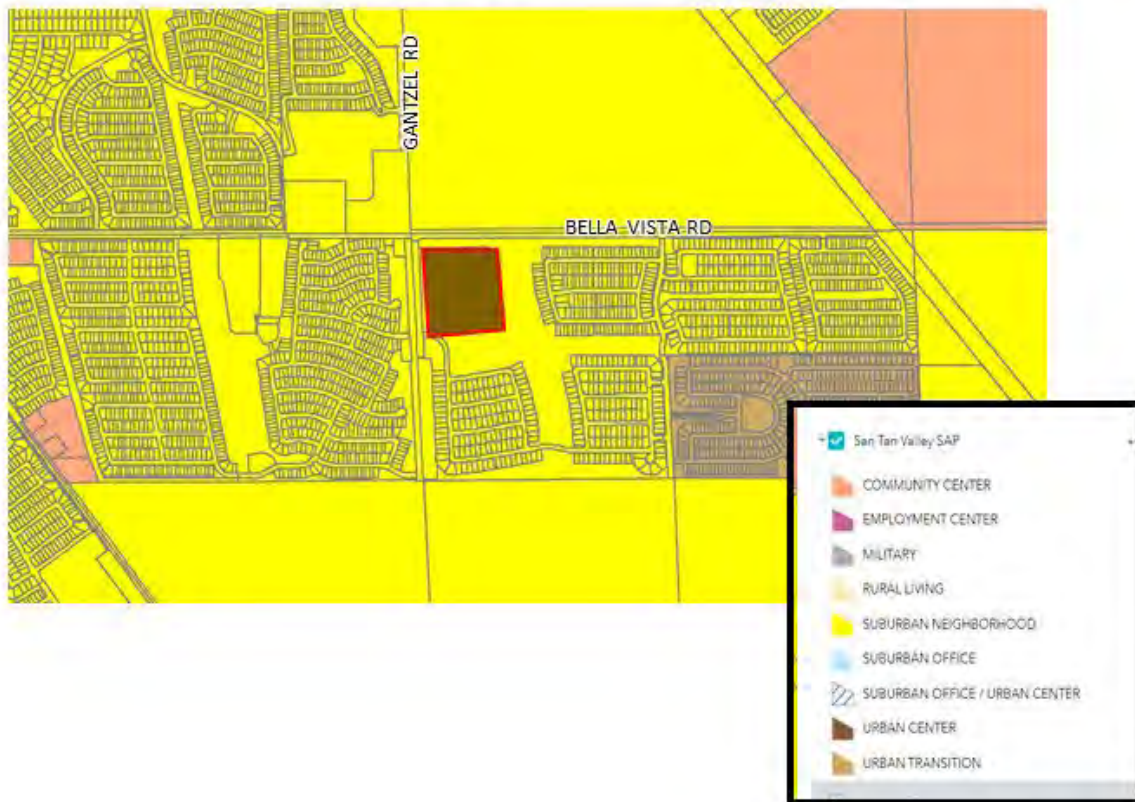 GANTZEL RD
BELLA VISTA RD
San Tan Valley SAP
COMMUNITY CENTER
EMPLOYMENT CENTER
MILITARY
RURAL LIVING
SUBURBAN NEIGHBORHOOD
SUBURBAN OFFICE
SUBURBAN OFFICE / URBAN CENTER
URBAN CENTER
URBAN TRANSITION